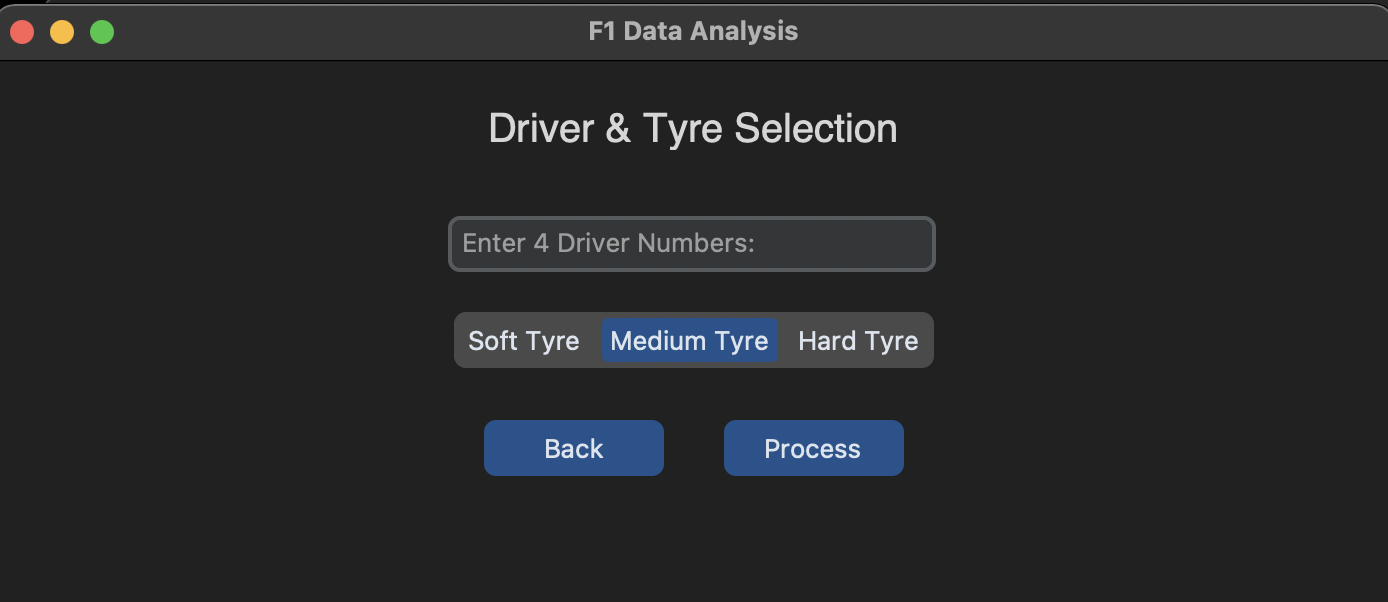 F1 Data Analysis
Driver & Tyre Selection
Enter 4 Driver Numbers:
Soft Tyre Medium Tyre Hard Tyre
Back Process